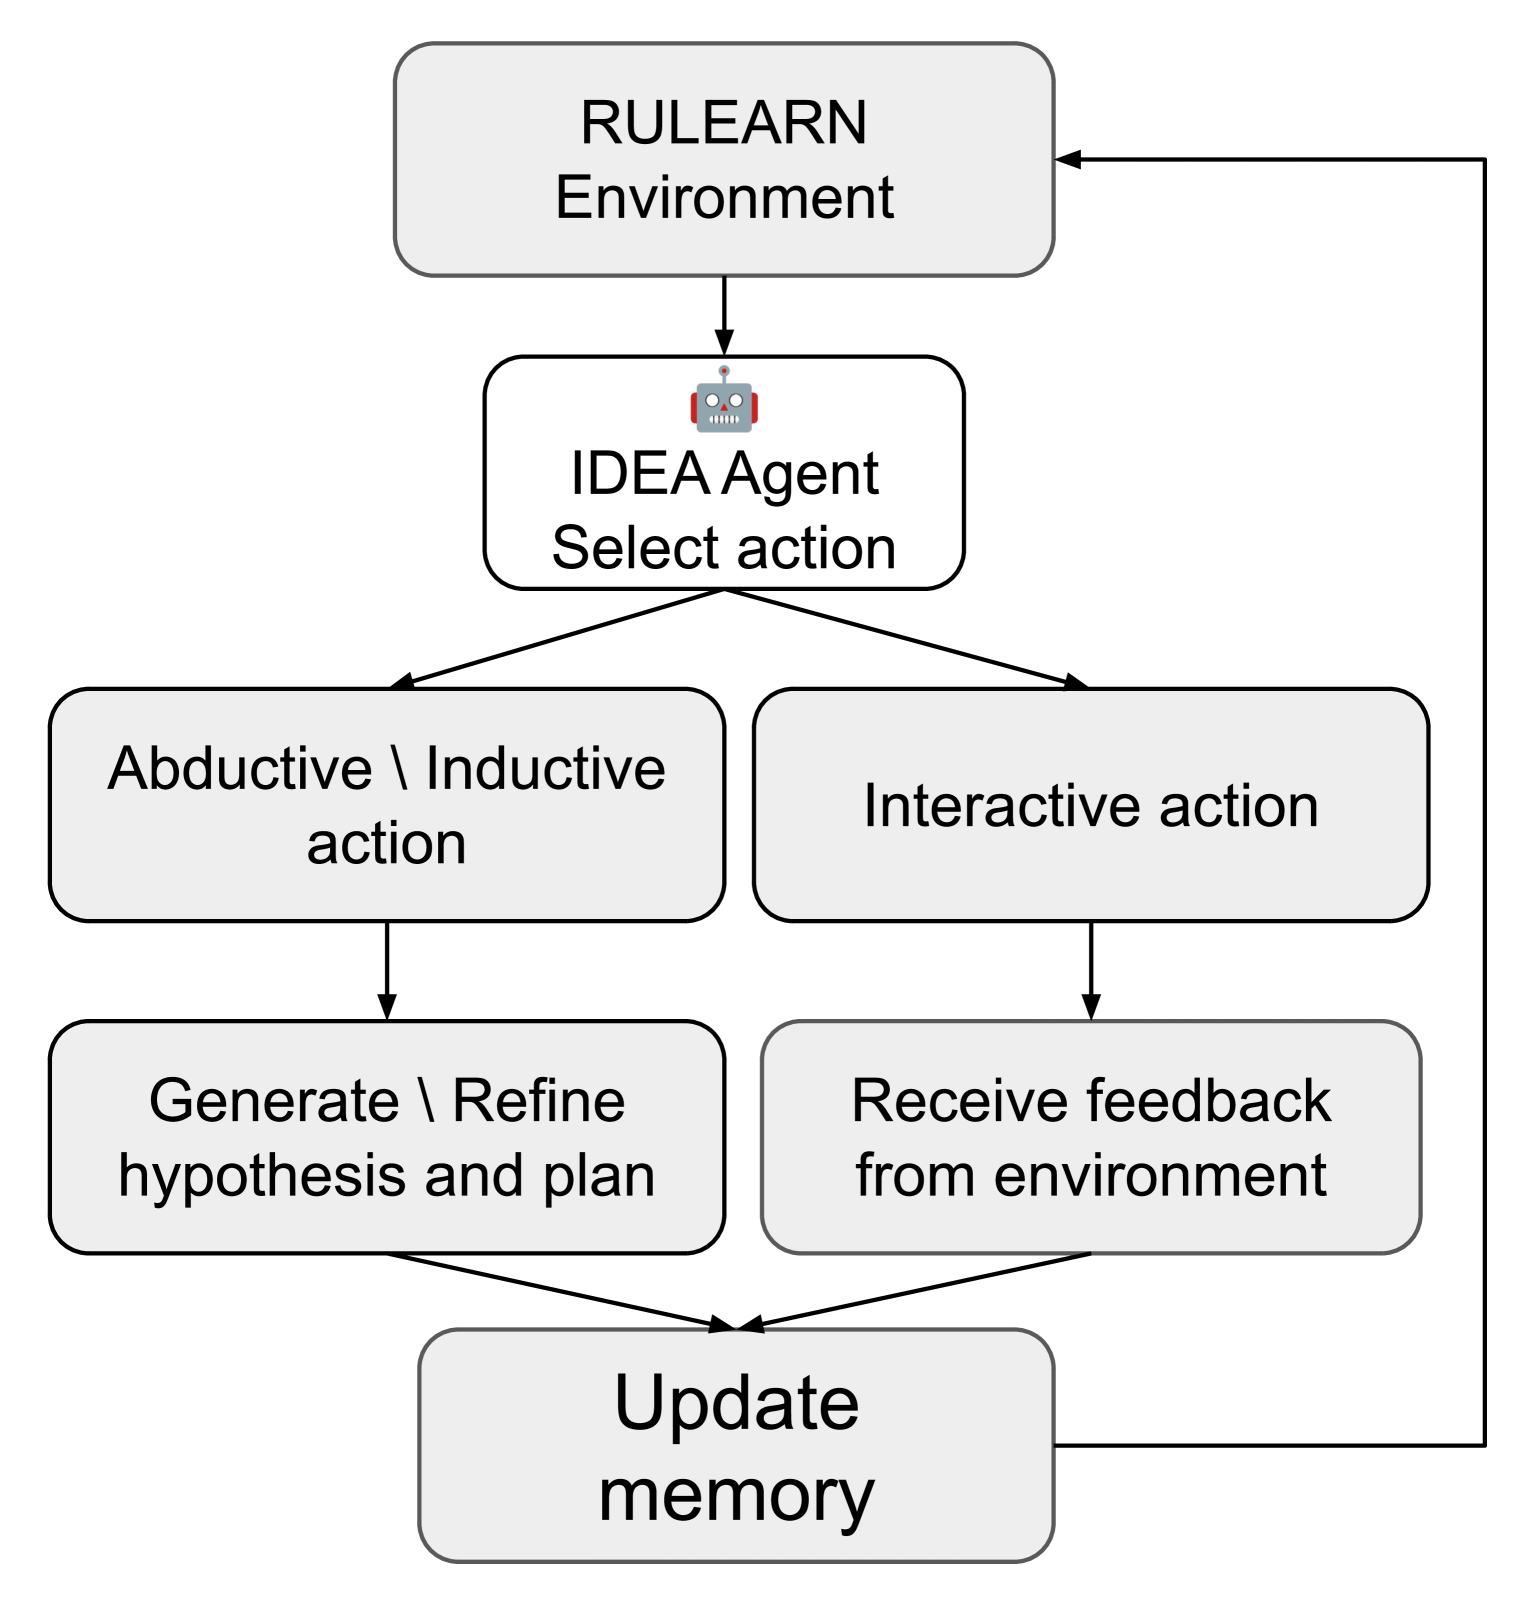 RULEARN
Environment
IDEA Agent
Select action
Abductive \ Inductive
action
Interactive action
Generate \ Refine
hypothesis and plan
Receive feedback
from environment
Update
memory